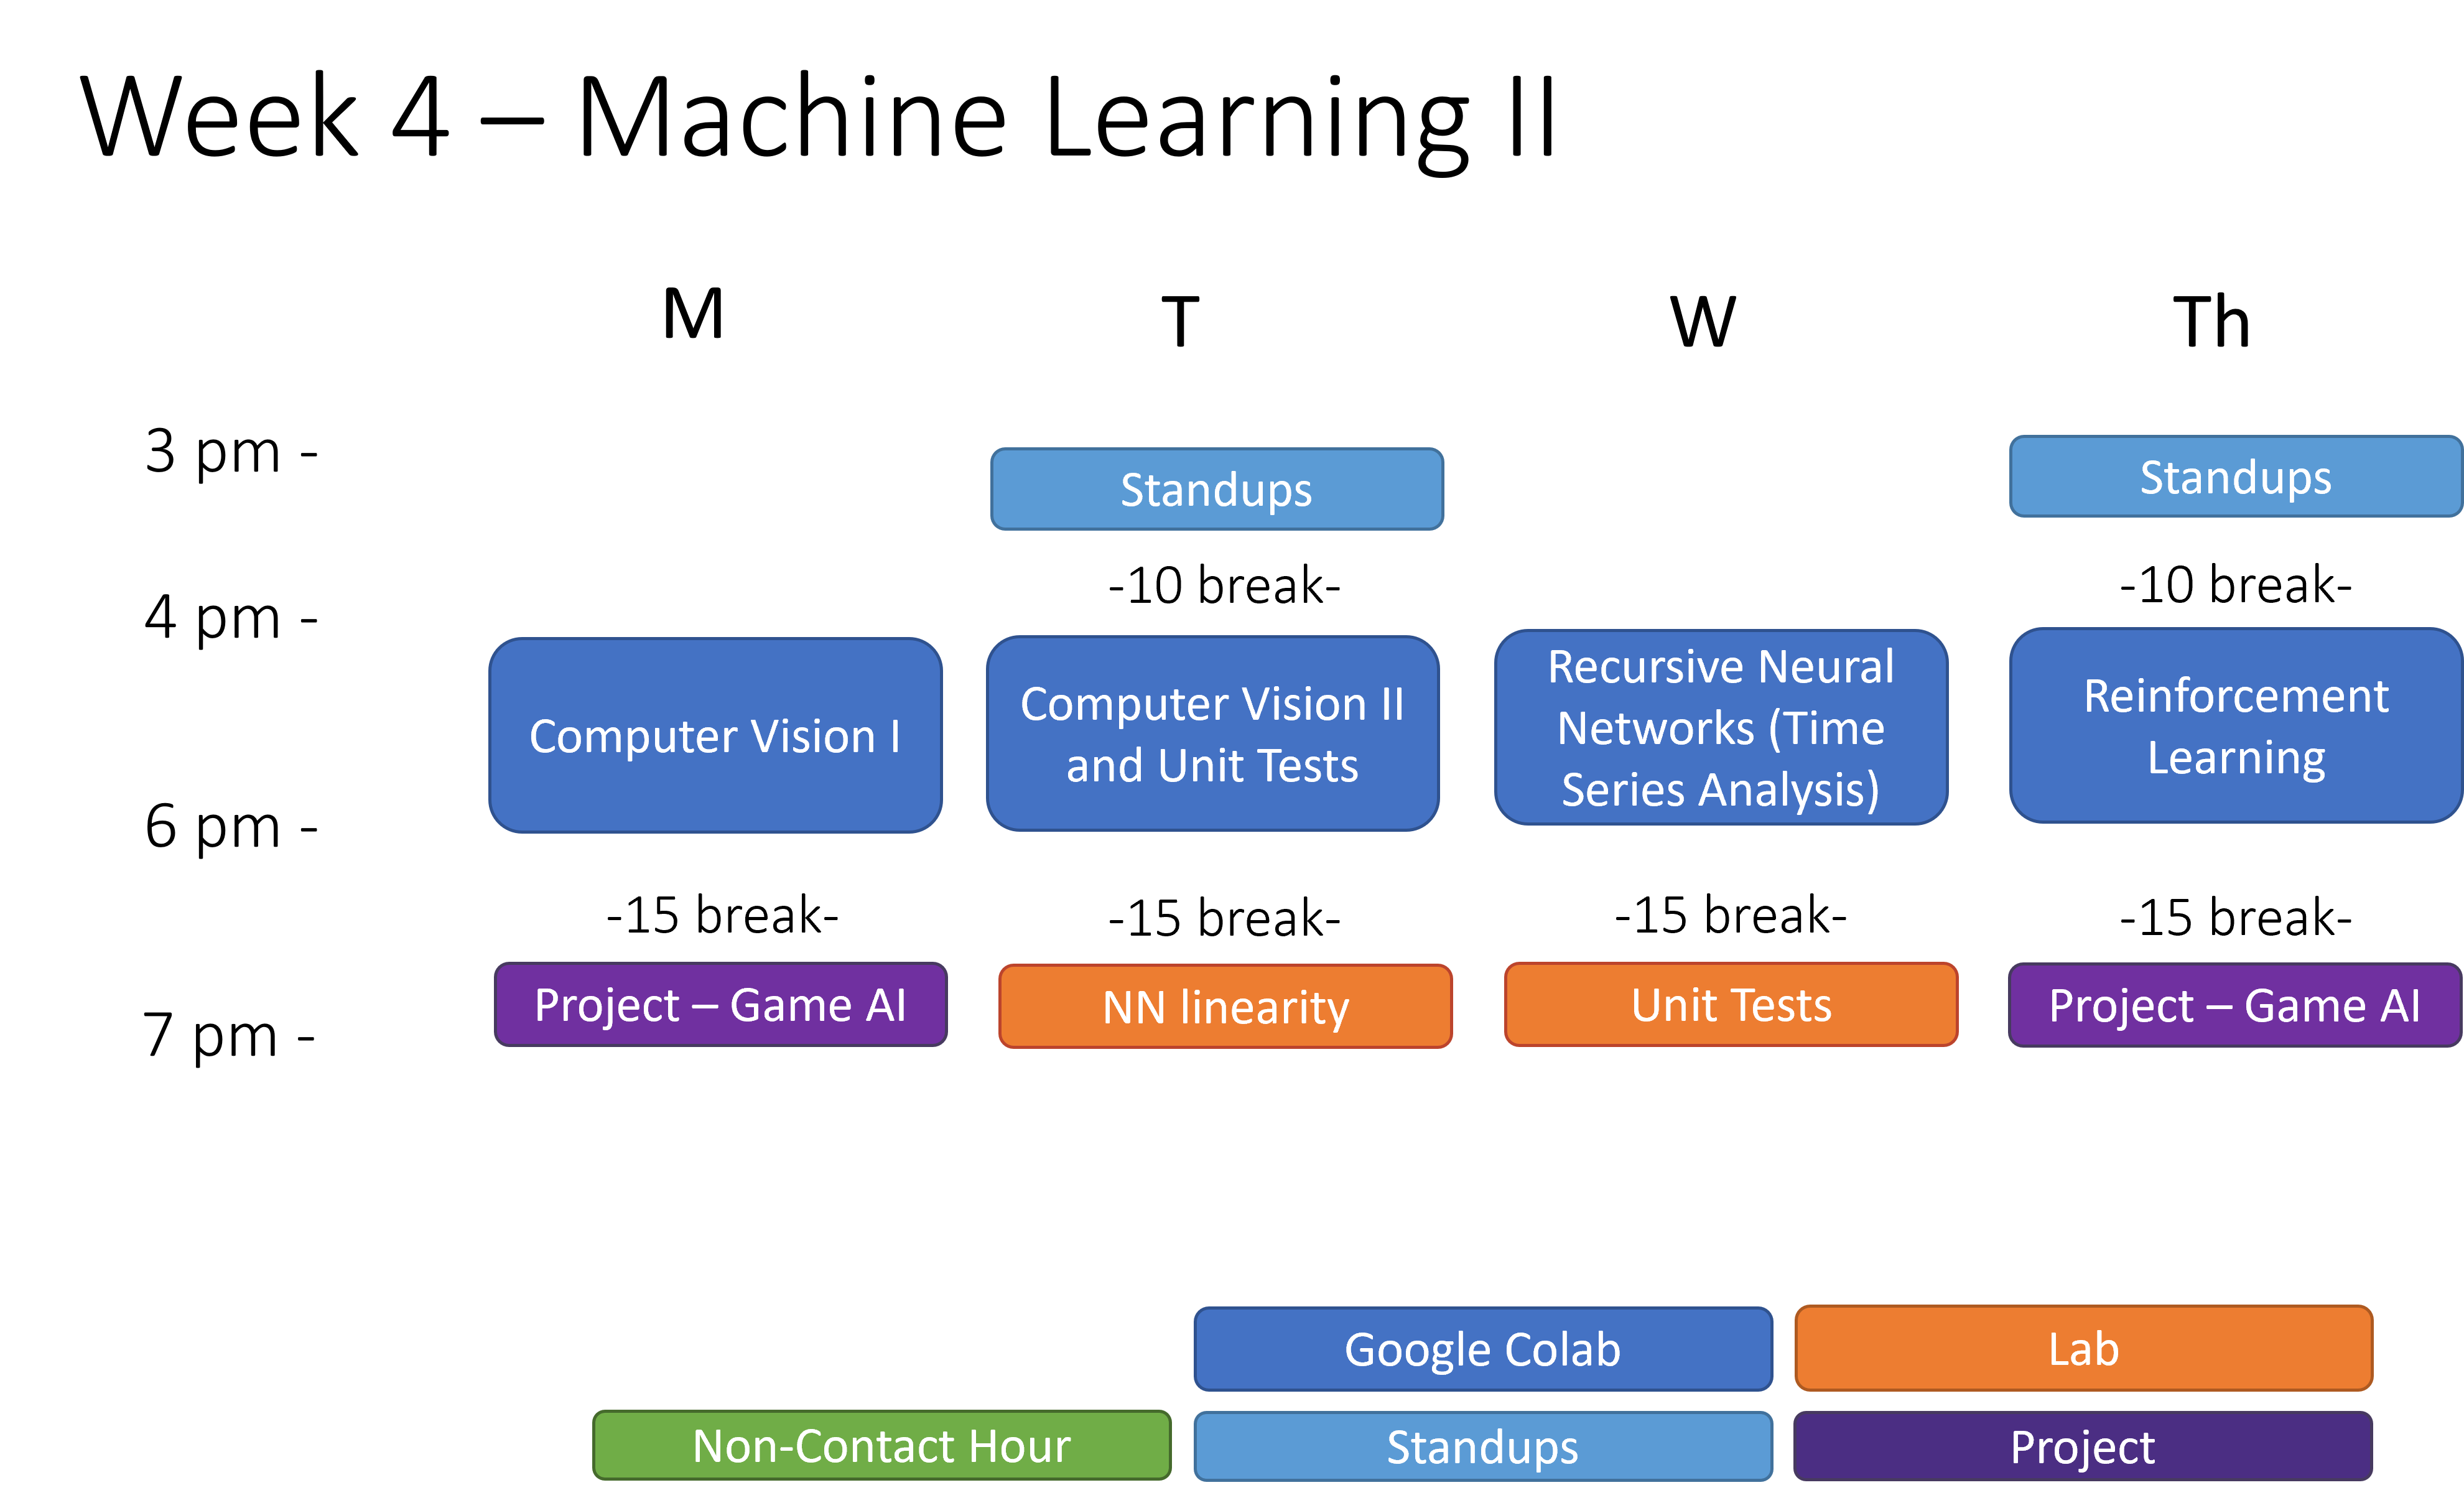 Week 4 – Machine Learning II
M
T
W
Th
3 pm -
Standups
Standups
-10 break-
-10 break-
4 pm -
Computer Vision I
Computer Vision II
and Unit Tests
Recursive Neural
Networks (Time
Series Analysis)
Reinforcement
Learning
6 pm -
-15 break-
-15 break-
-15 break-
-15 break-
Project – Game AI
NN linearity
Unit Tests
Project – Game AI
7 pm -
Google Colab
Lab
Non-Contact Hour
Standups
Project